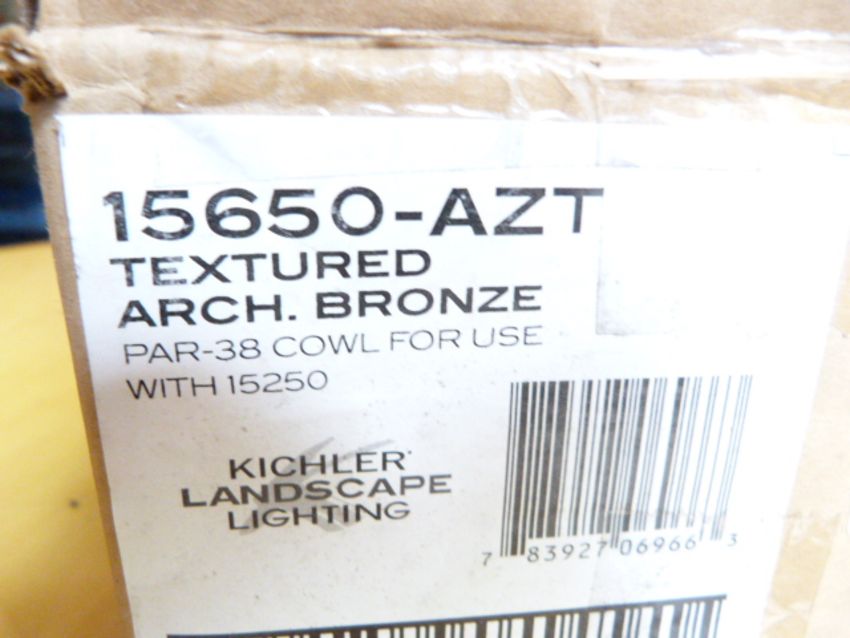 15650-AZT
TEXTURED
ARCH. BRONZE
PAR-38 COWL FOR USE
WITH 15250
KICHLER®
LANDSCAPE
LIGHTING
7 83927 06966 3